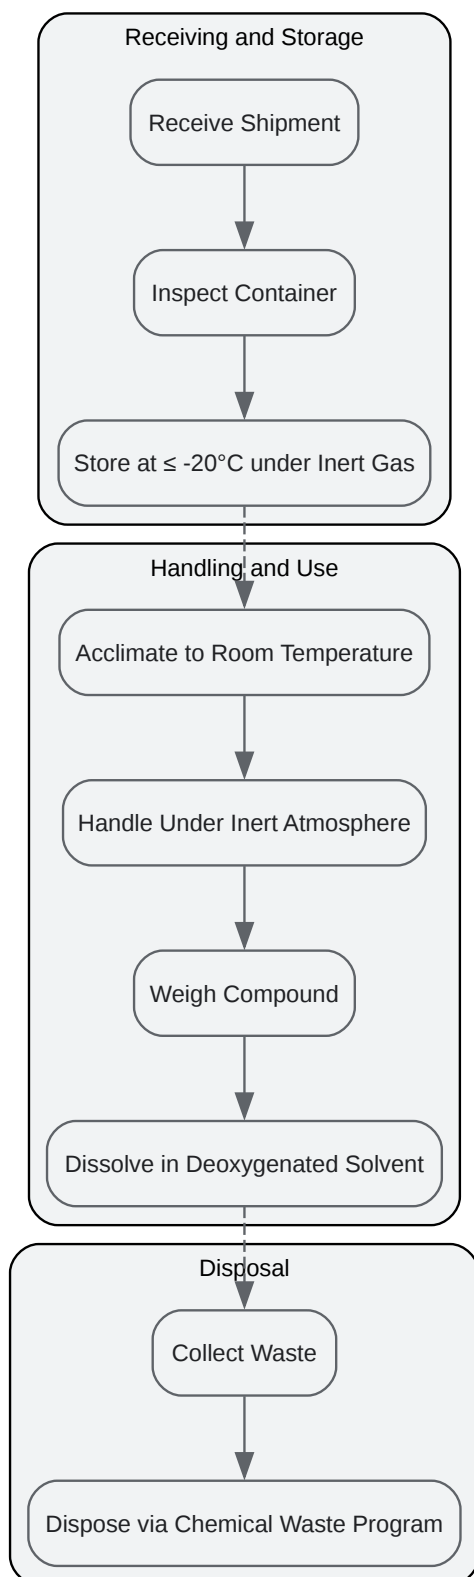 Receiving and Storage
Receive Shipment
Inspect Container
Store at ≤ -20°C under Inert Gas
Handling and Use
Acclimate to Room Temperature
Handle Under Inert Atmosphere
Weigh Compound
Dissolve in Deoxygenated Solvent
Disposal
Collect Waste
Dispose via Chemical Waste Program